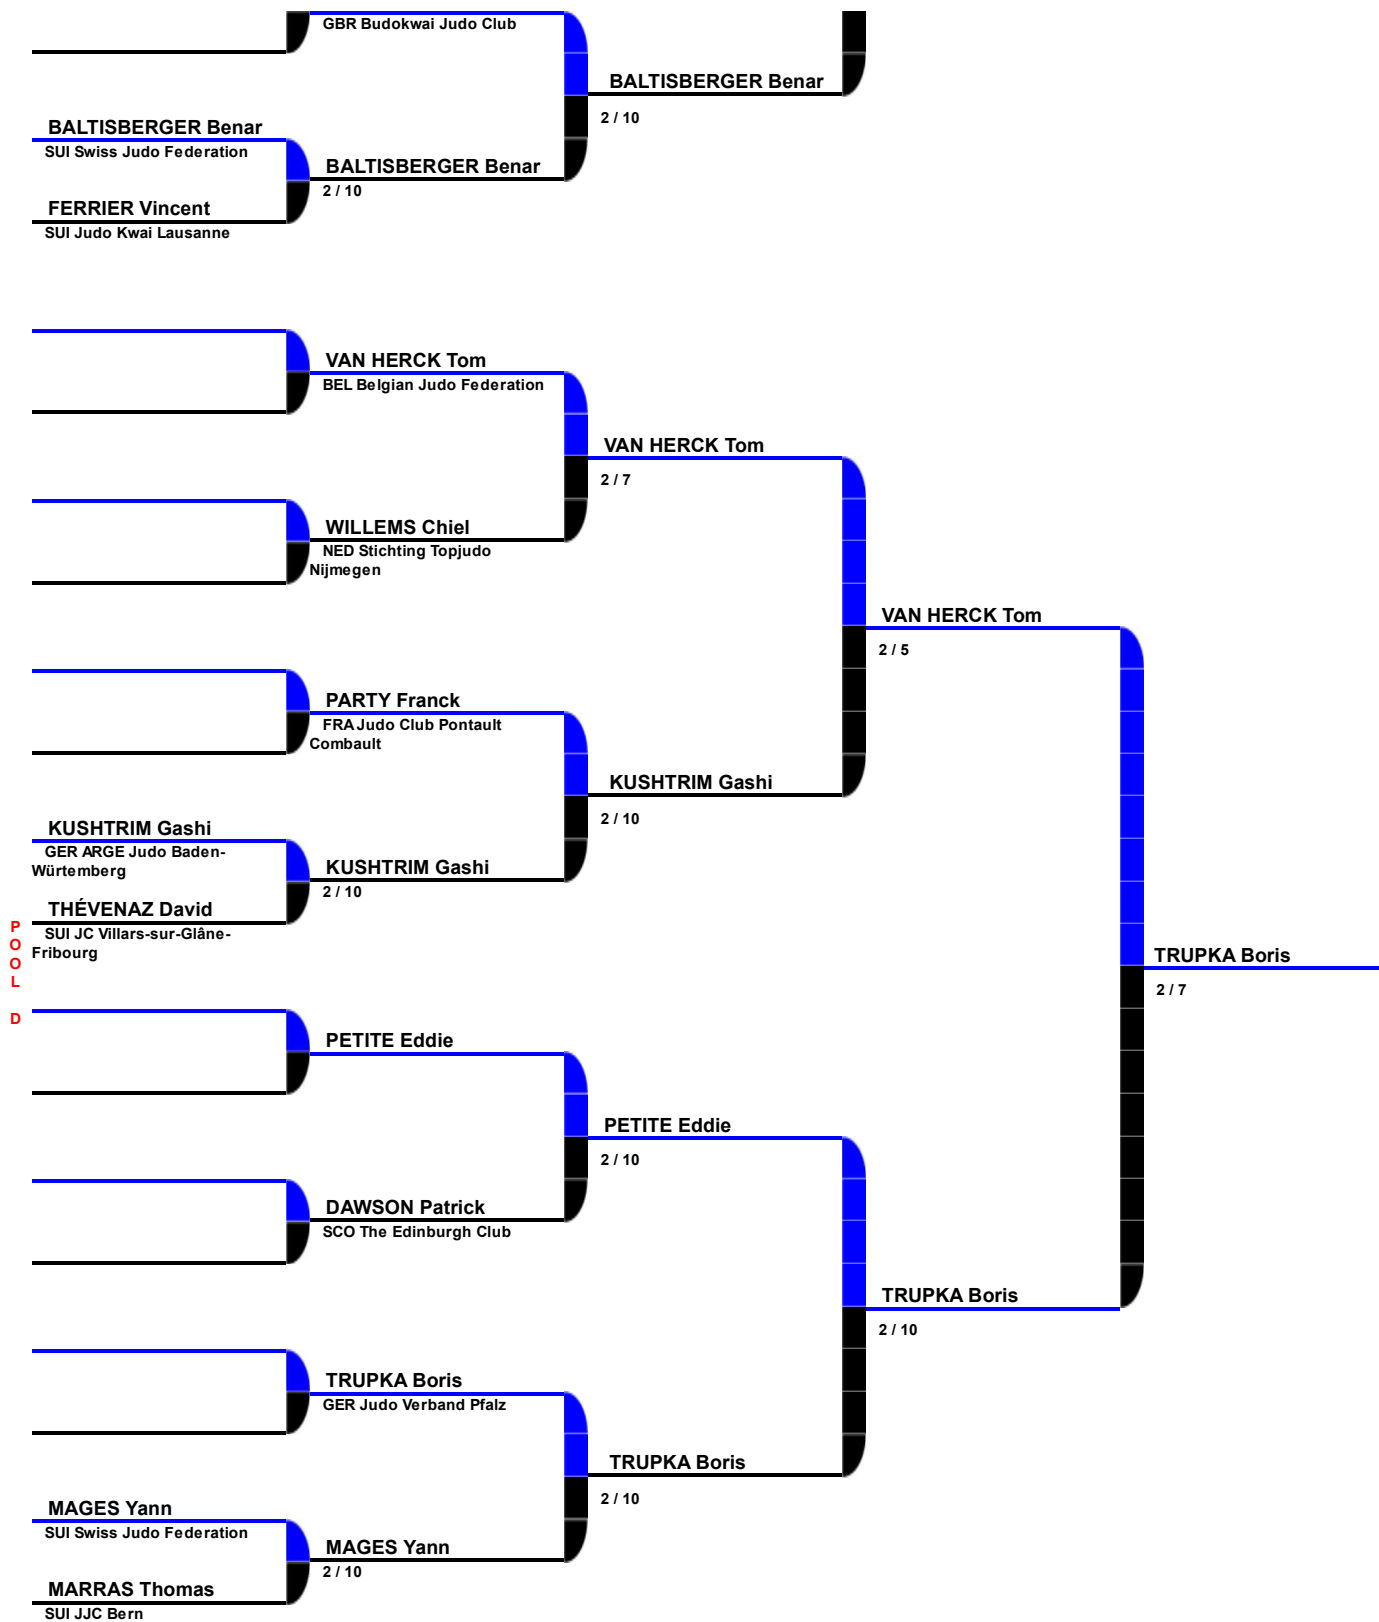 GBR Budokwai Judo Club
BALTISBERGER Benar
2 / 10
BALTISBERGER Benar
SUI Swiss Judo Federation
BALTISBERGER Benar
2 / 10
FERRIER Vincent
SUI Judo Kwai Lausanne
VAN HERCK Tom
BEL Belgian Judo Federation
VAN HERCK Tom
2 / 7
WILLEMS Chiel
NED Stichting Topjudo
Nijmegen
VAN HERCK Tom
2 / 5
PARTY Franck
FRA Judo Club Pontault
Combault
KUSHTRIM Gashi
2 / 10
KUSHTRIM Gashi
GER ARGE Judo Baden-
Würtemberg
KUSHTRIM Gashi
2 / 10
THÉVENAZ David
SUI JC Villars-sur-Glâne-
Fribourg
POOL D
TRUPKA Boris
2 / 7
PETITE Eddie
PETITE Eddie
2 / 10
DAWSON Patrick
SCO The Edinburgh Club
TRUPKA Boris
2 / 10
TRUPKA Boris
GER Judo Verband Pfalz
TRUPKA Boris
2 / 10
MAGES Yann
SUI Swiss Judo Federation
MAGES Yann
2 / 10
MARRAS Thomas
SUI JJC Bern